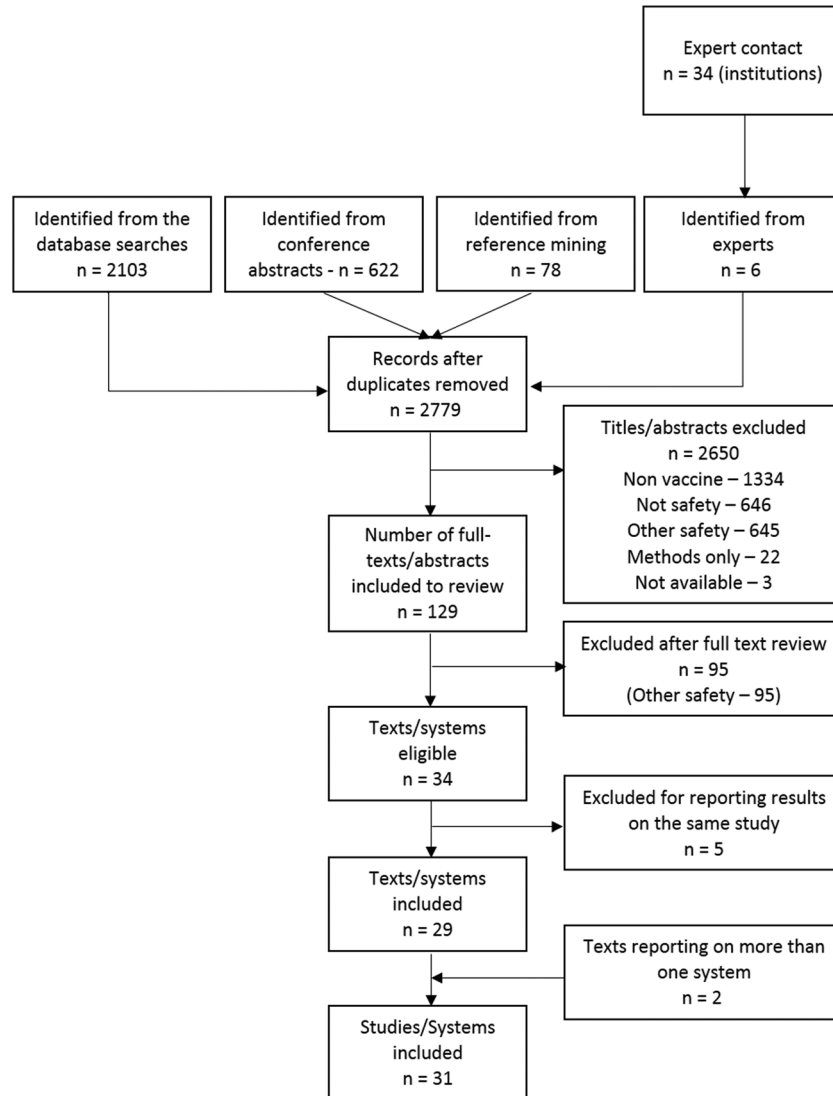 Expert contact
n = 34 (institutions)
Identified from the
database searches
n = 2103
Identified from
conference
abstracts - n = 622
Identified from
reference mining
n = 78
Identified from
experts
n = 6
Records after
duplicates removed
n = 2779
Titles/abstracts excluded
n = 2650
Non vaccine – 1334
Not safety – 646
Other safety – 645
Methods only – 22
Not available – 3
Number of full-
texts/abstracts
included to review
n = 129
Excluded after full text review
n = 95
(Other safety – 95)
Texts/systems
eligible
n = 34
Excluded for reporting results
on the same study
n = 5
Texts/systems
included
n = 29
Texts reporting on more than
one system
n = 2
Studies/Systems
included
n = 31